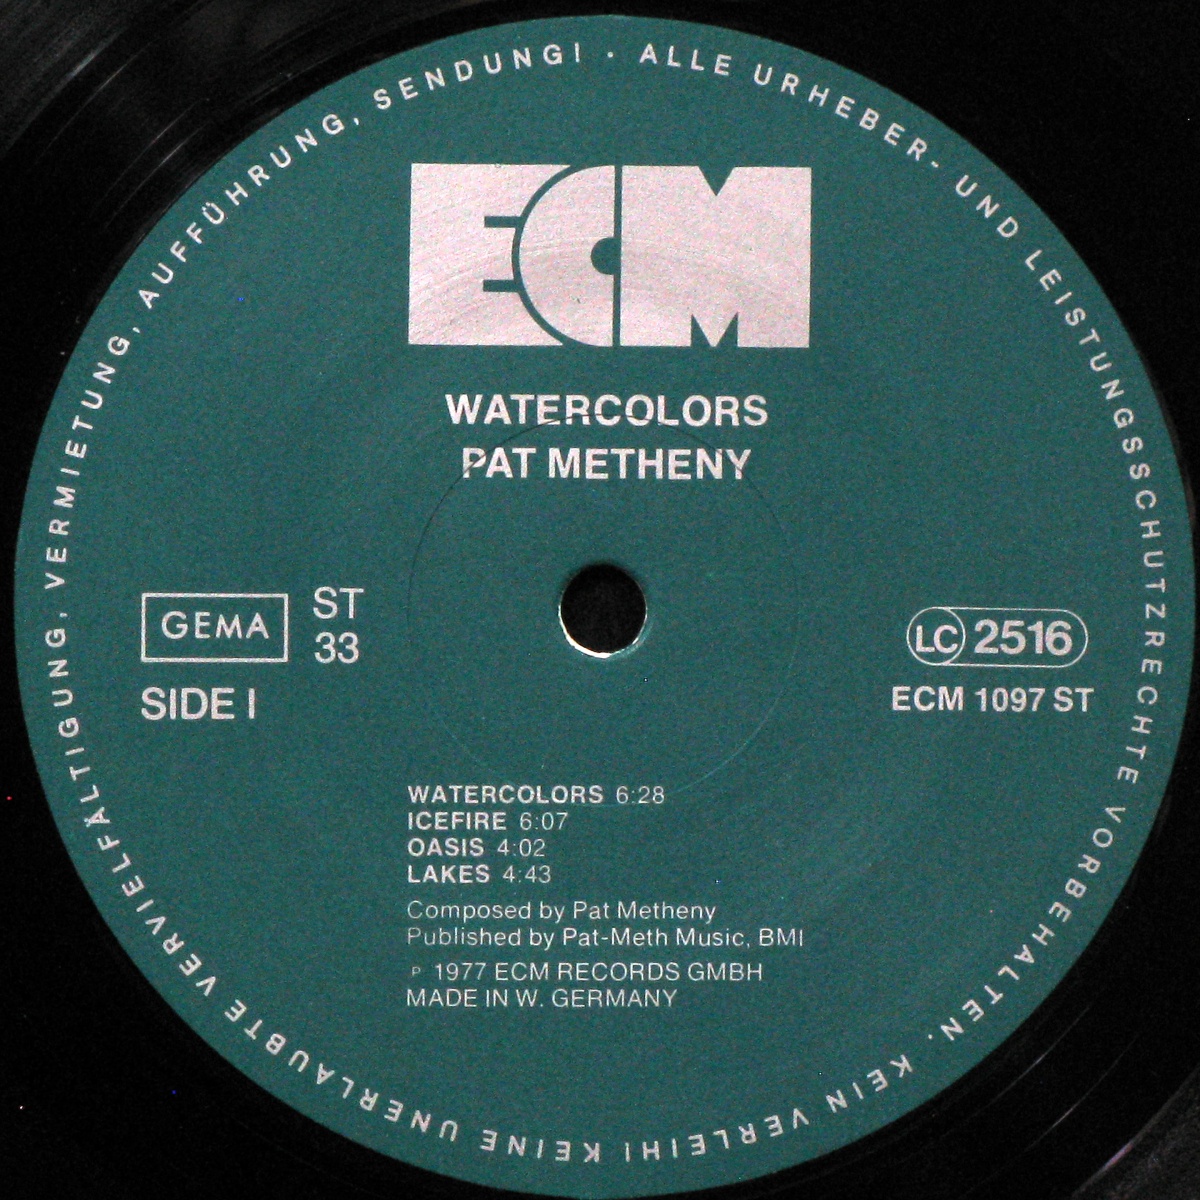 ALLE URHEBER- UND LEISTUNGSSCHUTZRECHTE VORBEHALTEN. KEIN VERLEIH! KEINE UNERLAUBTE VERVIELFÄLTIGUNG, VERMIETUNG, AUFFÜHRUNG, SENDUNG! ·
ECM
WATERCOLORS
PAT METHENY
GEMA
ST
33
SIDE I
LC 2516
ECM 1097 ST
WATERCOLORS 6:28
ICEFIRE 6:07
OASIS 4:02
LAKES 4:43
Composed by Pat Metheny
Published by Pat-Meth Music, BMI
℗ 1977 ECM RECORDS GMBH
MADE IN W. GERMANY